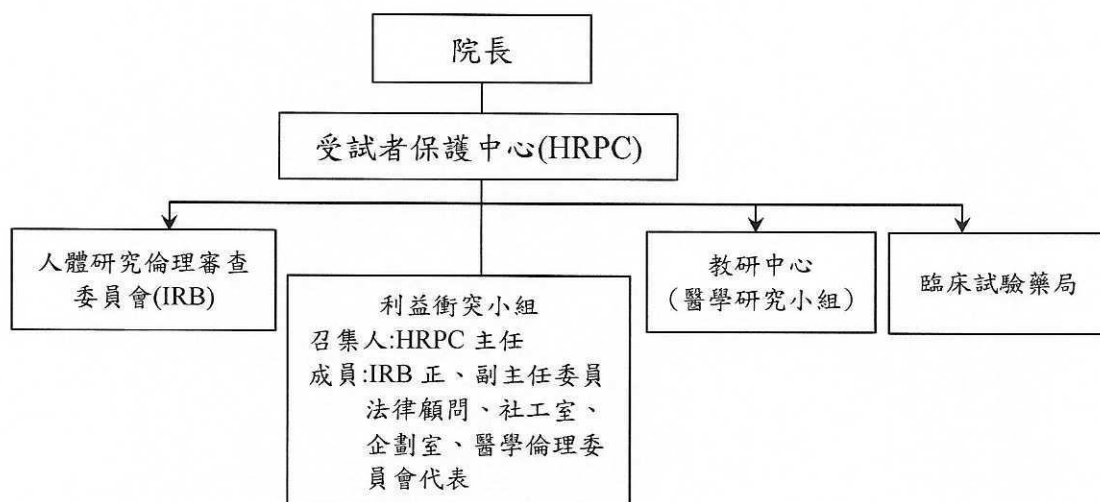 院長
受試者保護中心(HRPC)
人體研究倫理審查
委員會(IRB)
利益衝突小組
召集人:HRPC 主任
成員:IRB 正、副主任委員
法律顧問、社工室、
企劃室、醫學倫理委
員會代表
教研中心
(醫學研究小組)
臨床試驗藥局